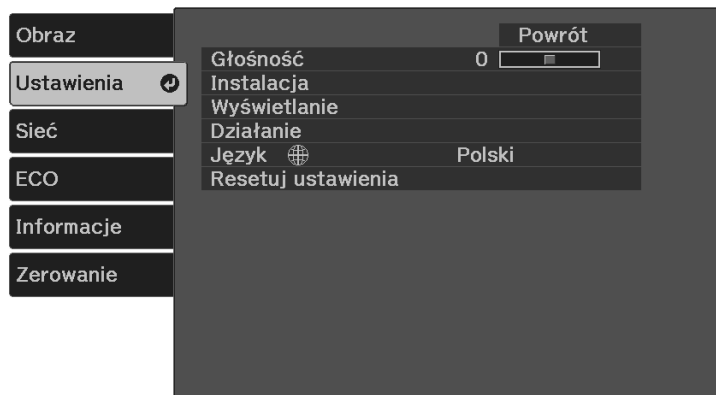 Obraz
Ustawienia
Sieć
ECO
Informacje
Zerowanie
Powrót
Głośność 0
Instalacja
Wyświetlanie
Działanie
Język Polski
Resetuj ustawienia